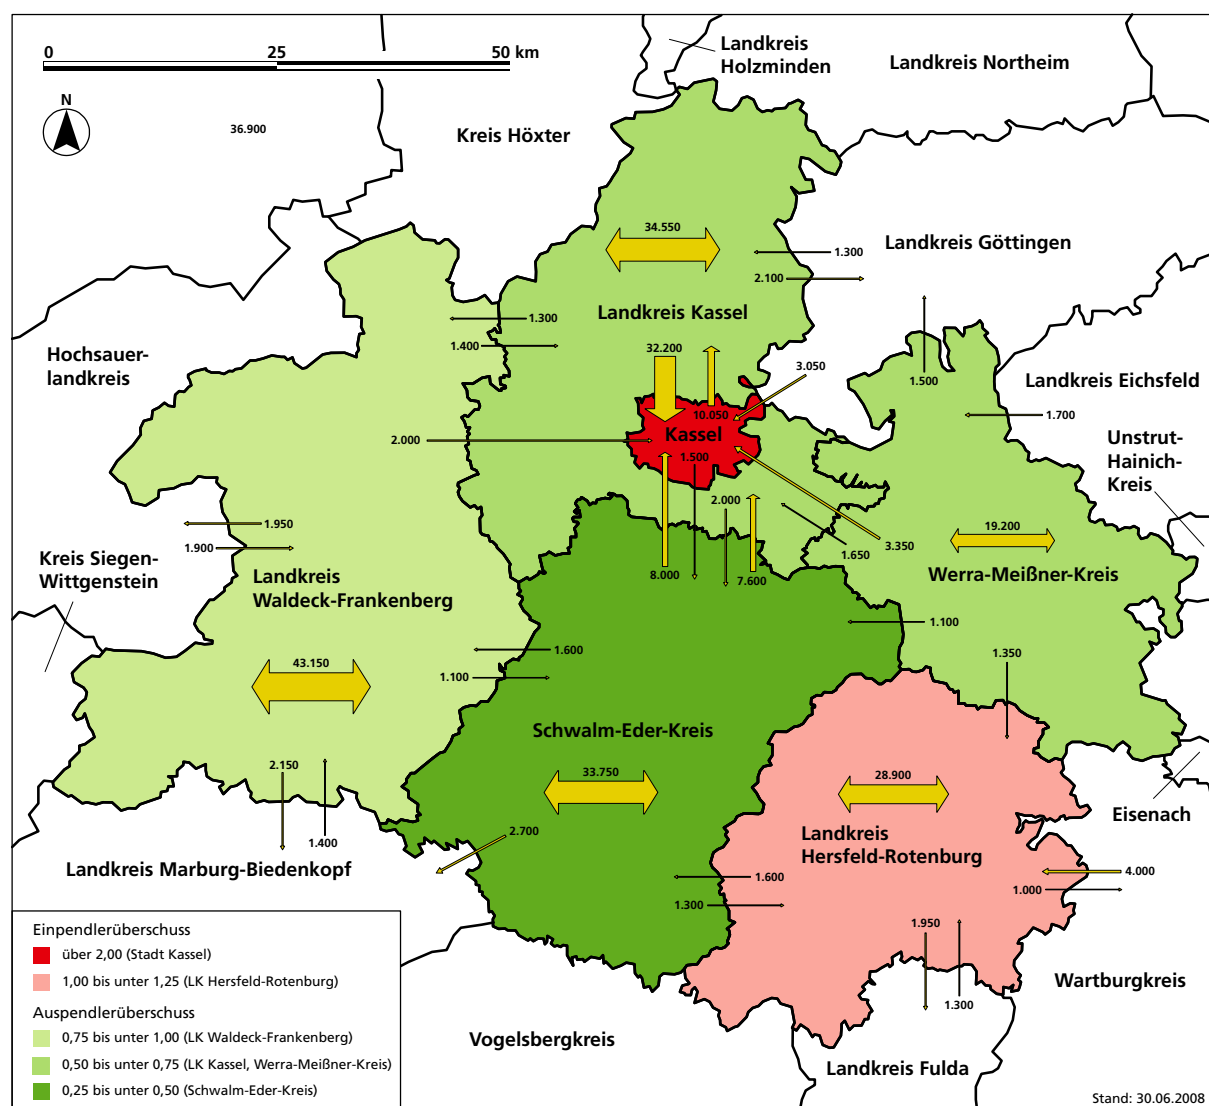 0 25 50 km
N
36.900
Landkreis
Holzminden
Landkreis Northeim
Kreis Höxter
34.550
1.300
Landkreis Göttingen
2.100
Landkreis Kassel
1.300
1.400
32.200
Hochsauer-
landkreis
3.050
1.500
Landkreis Eichsfeld
10.050
1.700
Kassel
2.000
1.500
Unstrut-
Hainich-
Kreis
2.000
1.950
1.900
19.200
3.350
1.650
Kreis Siegen-
Wittgenstein
Landkreis
Waldeck-Frankenberg
8.000
7.600
Werra-Meißner-Kreis
1.100
1.600
1.100
1.350
43.150
Schwalm-Eder-Kreis
2.150
33.750
28.900
1.400
2.700
Landkreis
Hersfeld-Rotenburg
Eisenach
Landkreis Marburg-Biedenkopf
1.600
4.000
1.000
1.300
1.950
1.300
Wartburgkreis
Vogelsbergkreis
Landkreis Fulda
Einpendlerüberschuss
über 2,00 (Stadt Kassel)
1,00 bis unter 1,25 (LK Hersfeld-Rotenburg)
Auspendlerüberschuss
0,75 bis unter 1,00 (LK Waldeck-Frankenberg)
0,50 bis unter 0,75 (LK Kassel, Werra-Meißner-Kreis)
0,25 bis unter 0,50 (Schwalm-Eder-Kreis)
Stand: 30.06.2008